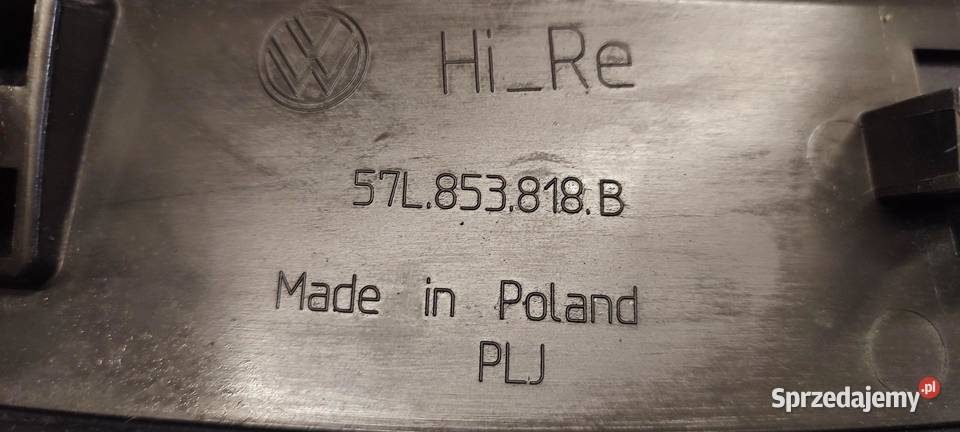 Hi_Re
57L.853.818.B
Made in Poland
PLJ
Sprzedajemy.pl